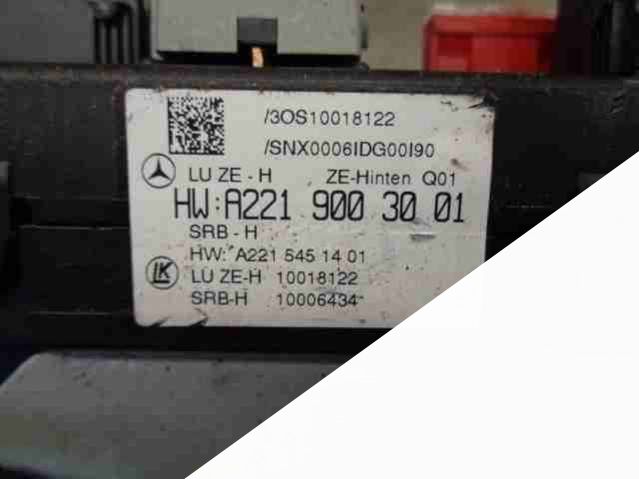 /3OS10018122
/SNX0006IDG00I90
LU ZE - H ZE-Hinten Q01
HW:A221 900 30 01
SRB - H
HW: A221 545 14 01
LK LU ZE-H 10018122
SRB-H 10006434